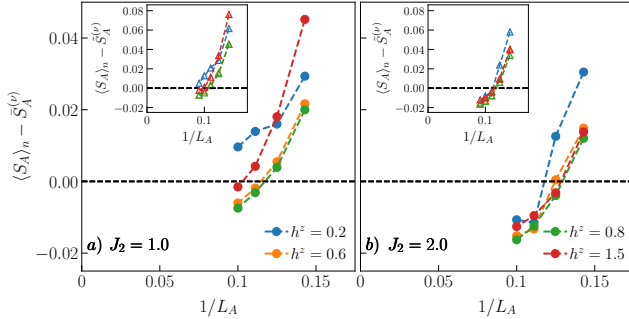 0.04
0.02
0.00
−0.02
⟨S_A⟩_n − S̄_A^(ν)
0 0.05 0.10 0.15
1/L_A
a) J_2 = 1.0
h^z = 0.2
h^z = 0.6
0.08
0.06
0.04
0.02
0.00
−0.02
⟨S_A⟩_n − S̃_A^(ν)
0.1
1/L_A
0 0.05 0.10 0.15
1/L_A
b) J_2 = 2.0
h^z = 0.8
h^z = 1.5
0.08
0.06
0.04
0.02
0.00
−0.02
⟨S_A⟩_n − S̃_A^(ν)
0.1
1/L_A